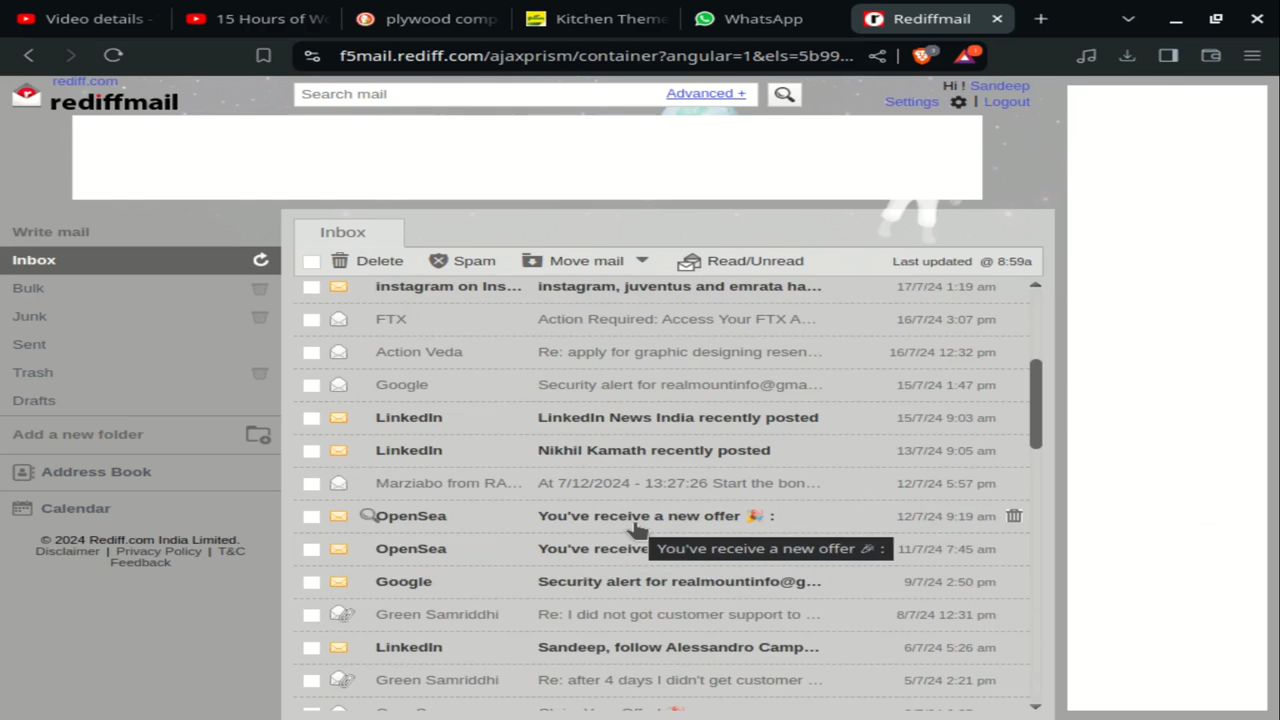 Video details -
15 Hours of Wo
plywood comp
Kitchen Theme
WhatsApp
Rediffmail
f5mail.rediff.com/ajaxprism/container?angular=1&els=5b99...
rediff.com
rediffmail
Search mail
Advanced +
Hi ! Sandeep
Settings | Logout
Write mail
Inbox
Bulk
Junk
Sent
Trash
Drafts
Add a new folder
Address Book
Calendar
© 2024 Rediff.com India Limited.
Disclaimer | Privacy Policy | T&C
Feedback
Inbox
Delete Spam Move mail Read/Unread Last updated @ 8:59a
instagram on Ins... instagram, juventus and emrata ha... 17/7/24 1:19 am
FTX Action Required: Access Your FTX A... 16/7/24 3:07 pm
Action Veda Re: apply for graphic designing resen... 16/7/24 12:32 pm
Google Security alert for realmountinfo@gma... 15/7/24 1:47 pm
LinkedIn LinkedIn News India recently posted 15/7/24 9:03 am
LinkedIn Nikhil Kamath recently posted 13/7/24 9:05 am
Marziabo from RA... At 7/12/2024 - 13:27:26 Start the bon... 12/7/24 5:57 pm
OpenSea You've receive a new offer 🎉 : 12/7/24 9:19 am
OpenSea You've receive 11/7/24 7:45 am
You've receive a new offer 🎉 :
Google Security alert for realmountinfo@g... 9/7/24 2:50 pm
Green Samriddhi Re: I did not got customer support to ... 8/7/24 12:31 pm
LinkedIn Sandeep, follow Alessandro Camp... 6/7/24 5:26 am
Green Samriddhi Re: after 4 days I didn't get customer ... 5/7/24 2:21 pm